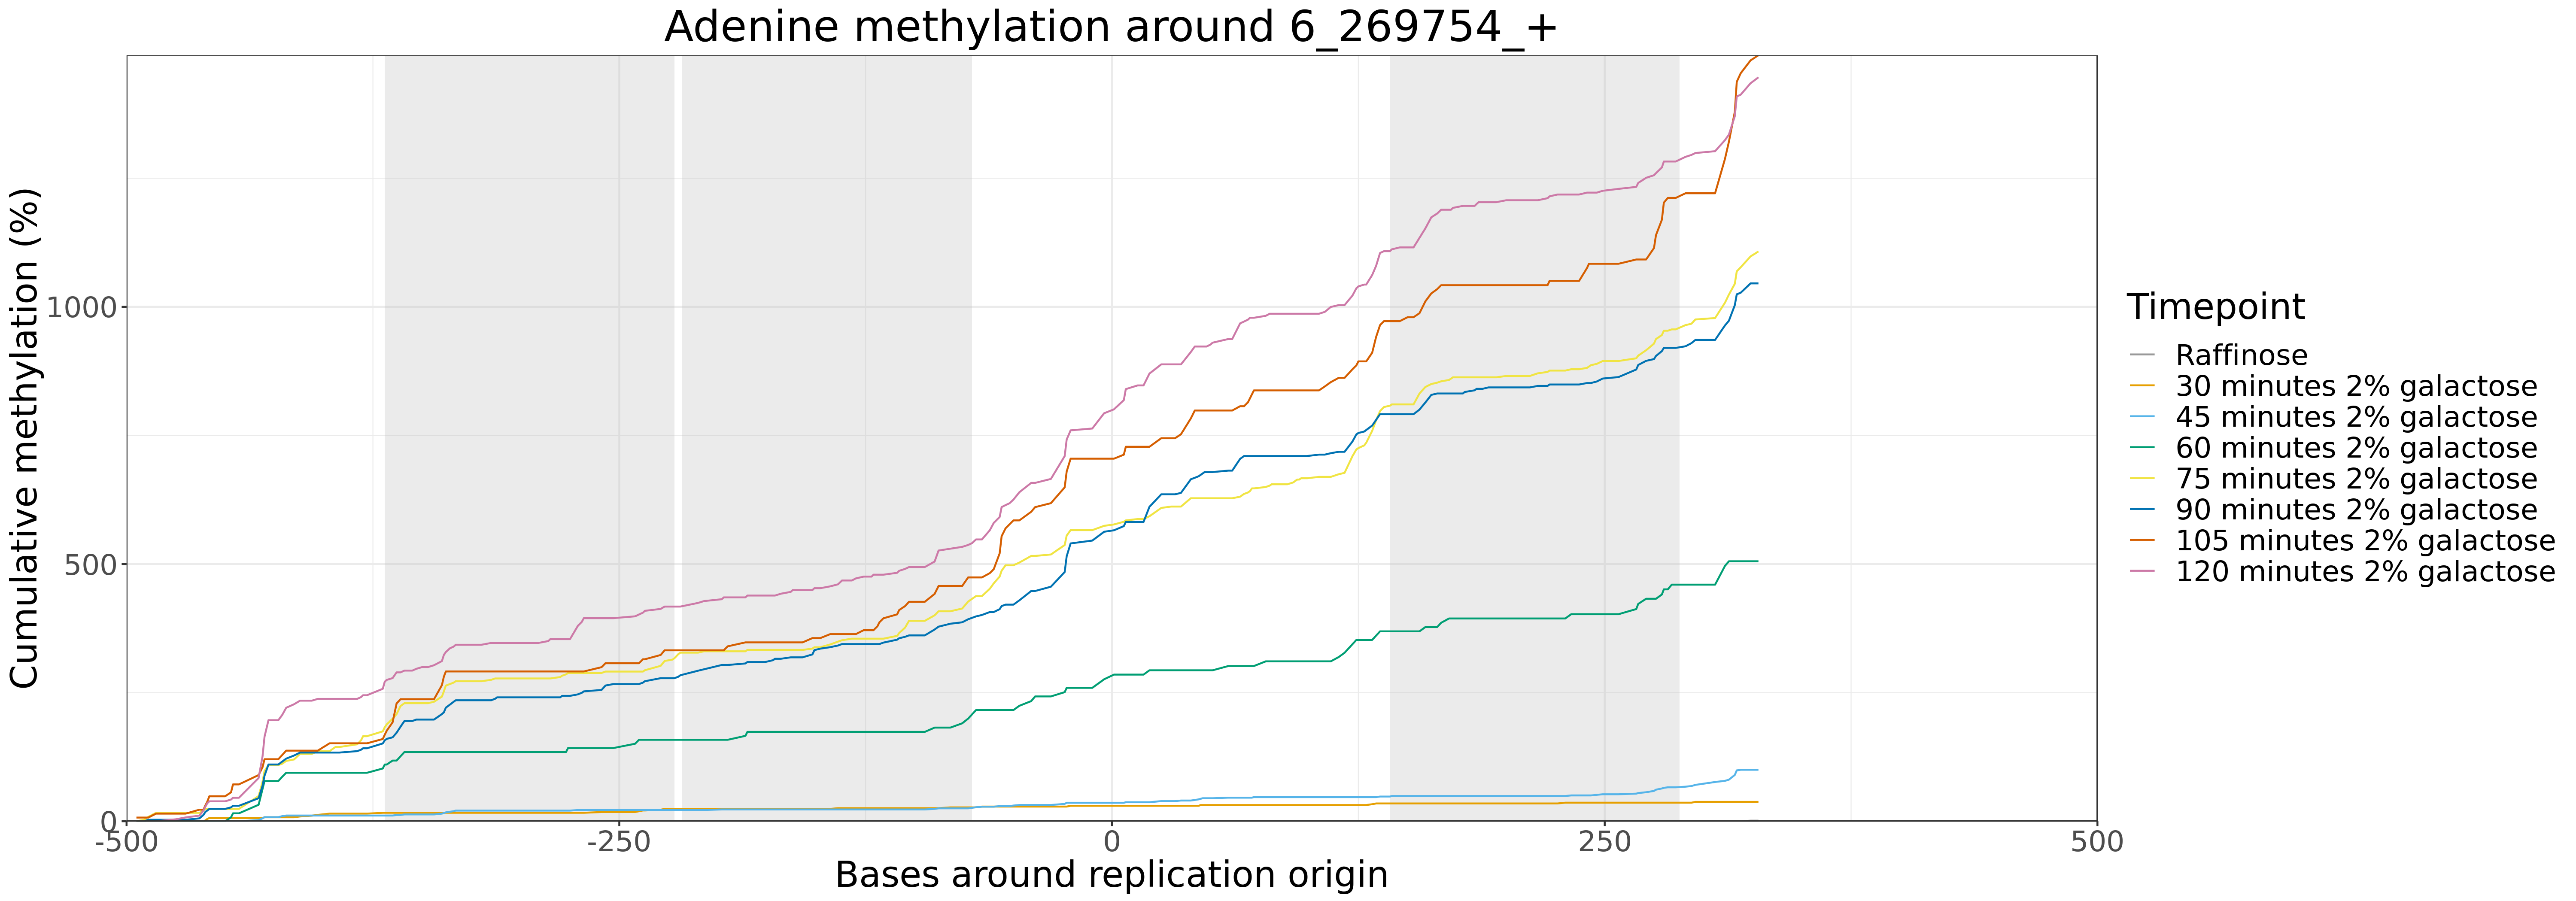 Adenine methylation around 6_269754_+
Cumulative methylation (%)
1000
500
0
-500
-250
0
250
500
Bases around replication origin
Timepoint
Raffinose
30 minutes 2% galactose
45 minutes 2% galactose
60 minutes 2% galactose
75 minutes 2% galactose
90 minutes 2% galactose
105 minutes 2% galactose
120 minutes 2% galactose